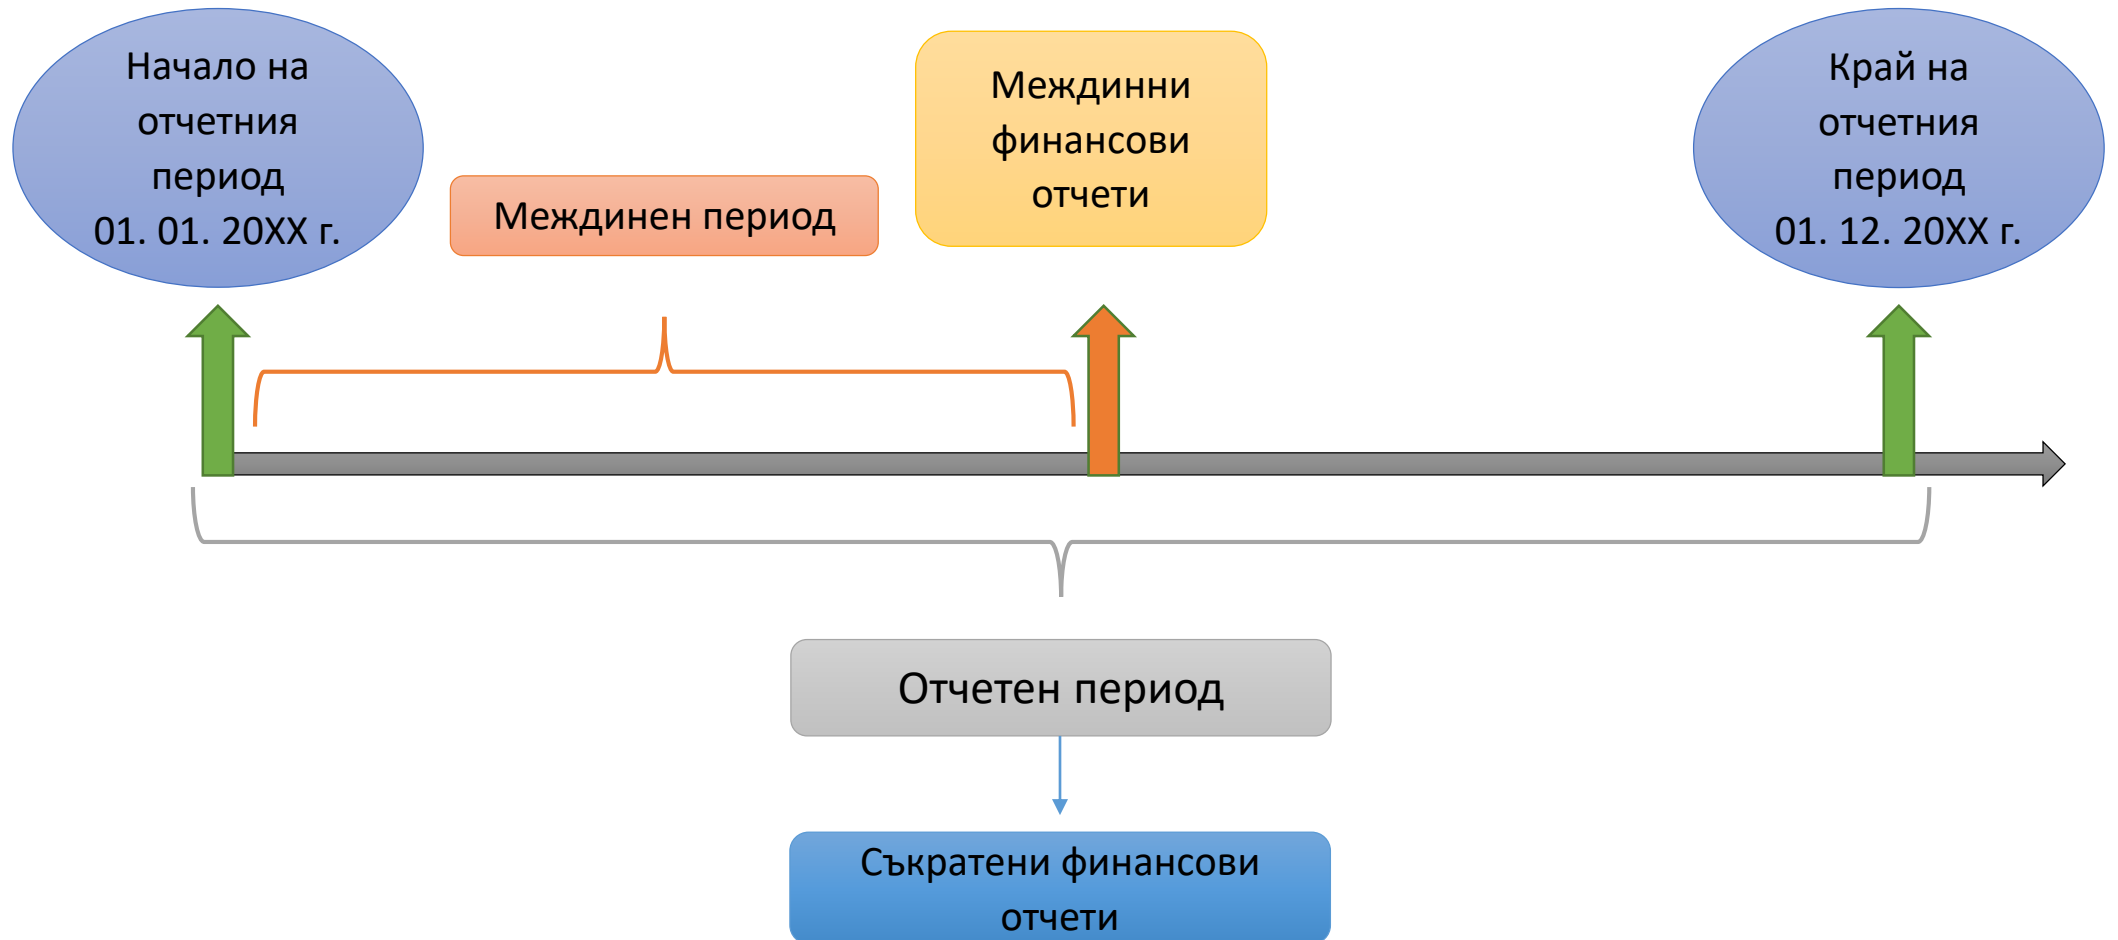 Начало на
отчетния
период
01. 01. 20XX г.
Междинен период
Междинни
финансови
отчети
Край на
отчетния
период
01. 12. 20XX г.
Отчетен период
Съкратени финансови
отчети